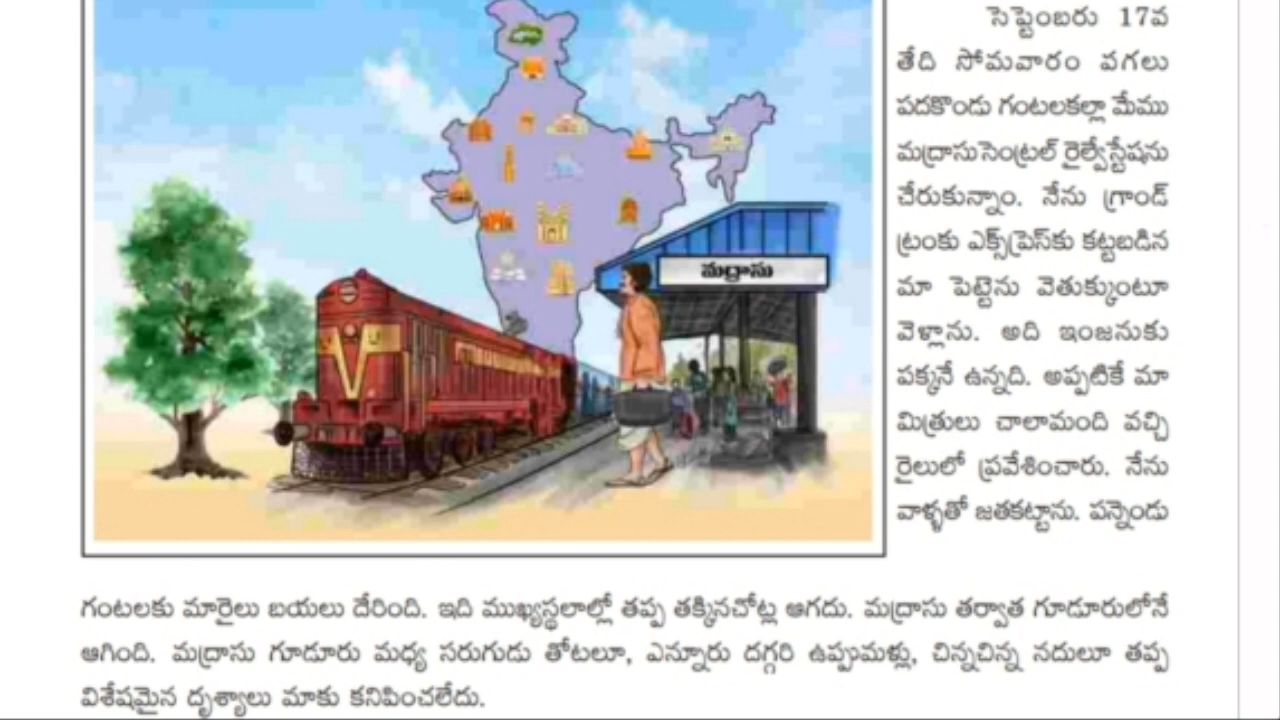 సెప్టెంబరు 17వ
తేది సోమవారం పగలు
పదకొండు గంటలకల్లా మేము
మద్రాసుసెంట్రల్ రైల్వేస్టేషను
చేరుకున్నాం. నేను గ్రాండ్
ట్రంకు ఎక్స్‌ప్రెస్‌కు కట్టబడిన
మా పెట్టెను వెతుక్కుంటూ
వెళ్లాను. అది ఇంజనుకు
పక్కనే ఉన్నది. అప్పటికే మా
మిత్రులు చాలామంది వచ్చి
రైలులో ప్రవేశించారు. నేను
వాళ్ళతో జతకట్టాను. పన్నెండు
మద్రాసు
గంటలకు మారైలు బయలు దేరింది. ఇది ముఖ్యస్థలాల్లో తప్ప తక్కినచోట్ల ఆగదు. మద్రాసు తర్వాత గూడూరులోనే
ఆగింది. మద్రాసు గూడూరు మధ్య సరుగుడు తోటలూ, ఎన్నూరు దగ్గరి ఉప్పుమళ్లు, చిన్నచిన్న నదులూ తప్ప
విశేషమైన దృశ్యాలు మాకు కనిపించలేదు.